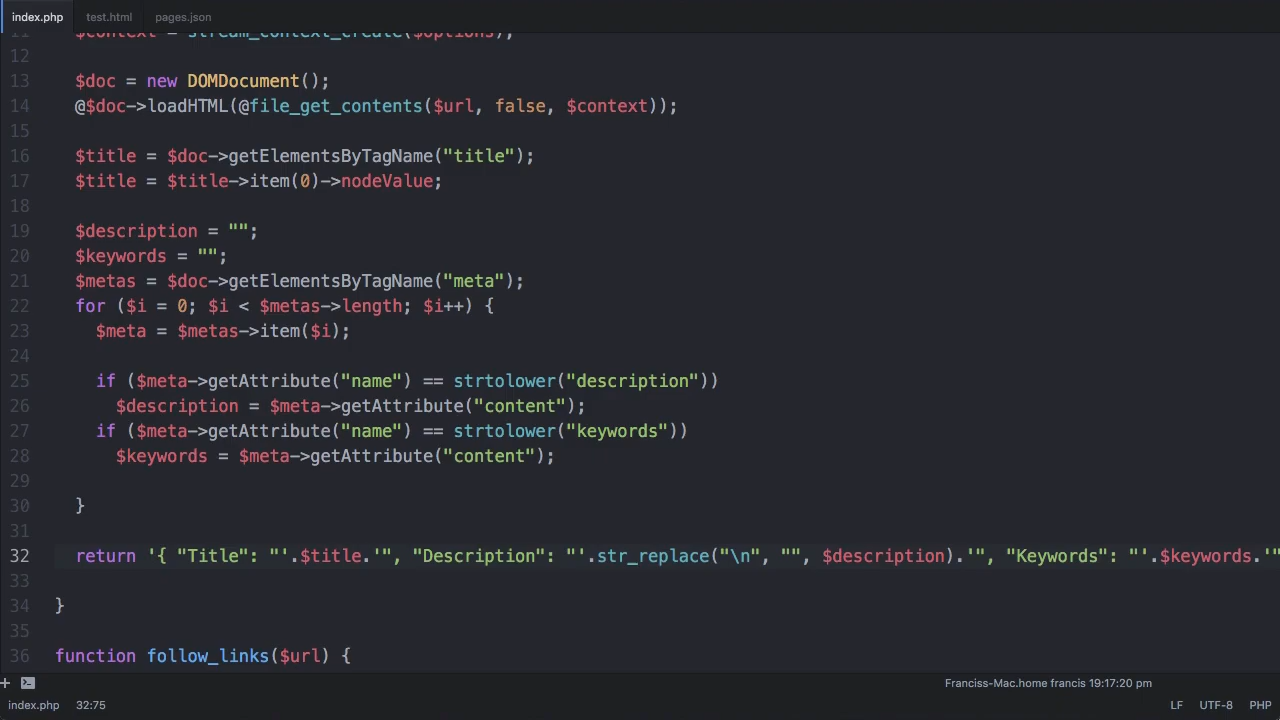 index.php test.html pages.json
11 $context = stream_context_create($options);
12
13 $doc = new DOMDocument();
14 @$doc->loadHTML(@file_get_contents($url, false, $context));
15
16 $title = $doc->getElementsByTagName("title");
17 $title = $title->item(0)->nodeValue;
18
19 $description = "";
20 $keywords = "";
21 $metas = $doc->getElementsByTagName("meta");
22 for ($i = 0; $i < $metas->length; $i++) {
23 $meta = $metas->item($i);
24
25 if ($meta->getAttribute("name") == strtolower("description"))
26 $description = $meta->getAttribute("content");
27 if ($meta->getAttribute("name") == strtolower("keywords"))
28 $keywords = $meta->getAttribute("content");
29
30 }
31
32 return '{ "Title": "'.$title.'", "Description": "'.str_replace("\n", "", $description).'", "Keywords": "'.$keywords.'"
33
34 }
35
36 function follow_links($url) {
Franciss-Mac.home francis 19:17:20 pm
index.php 32:75 LF UTF-8 PHP